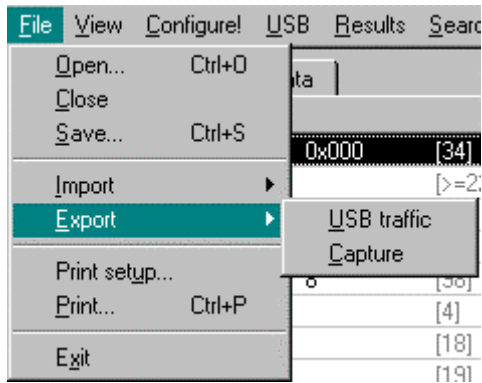 File View Configure! USB Results
Open... Ctrl+O
Close
Save... Ctrl+S
0x000 [34]
Import
Export
USB traffic
Capture
Print setup...
Print... Ctrl+P
[4]
Exit
[18]
[19]